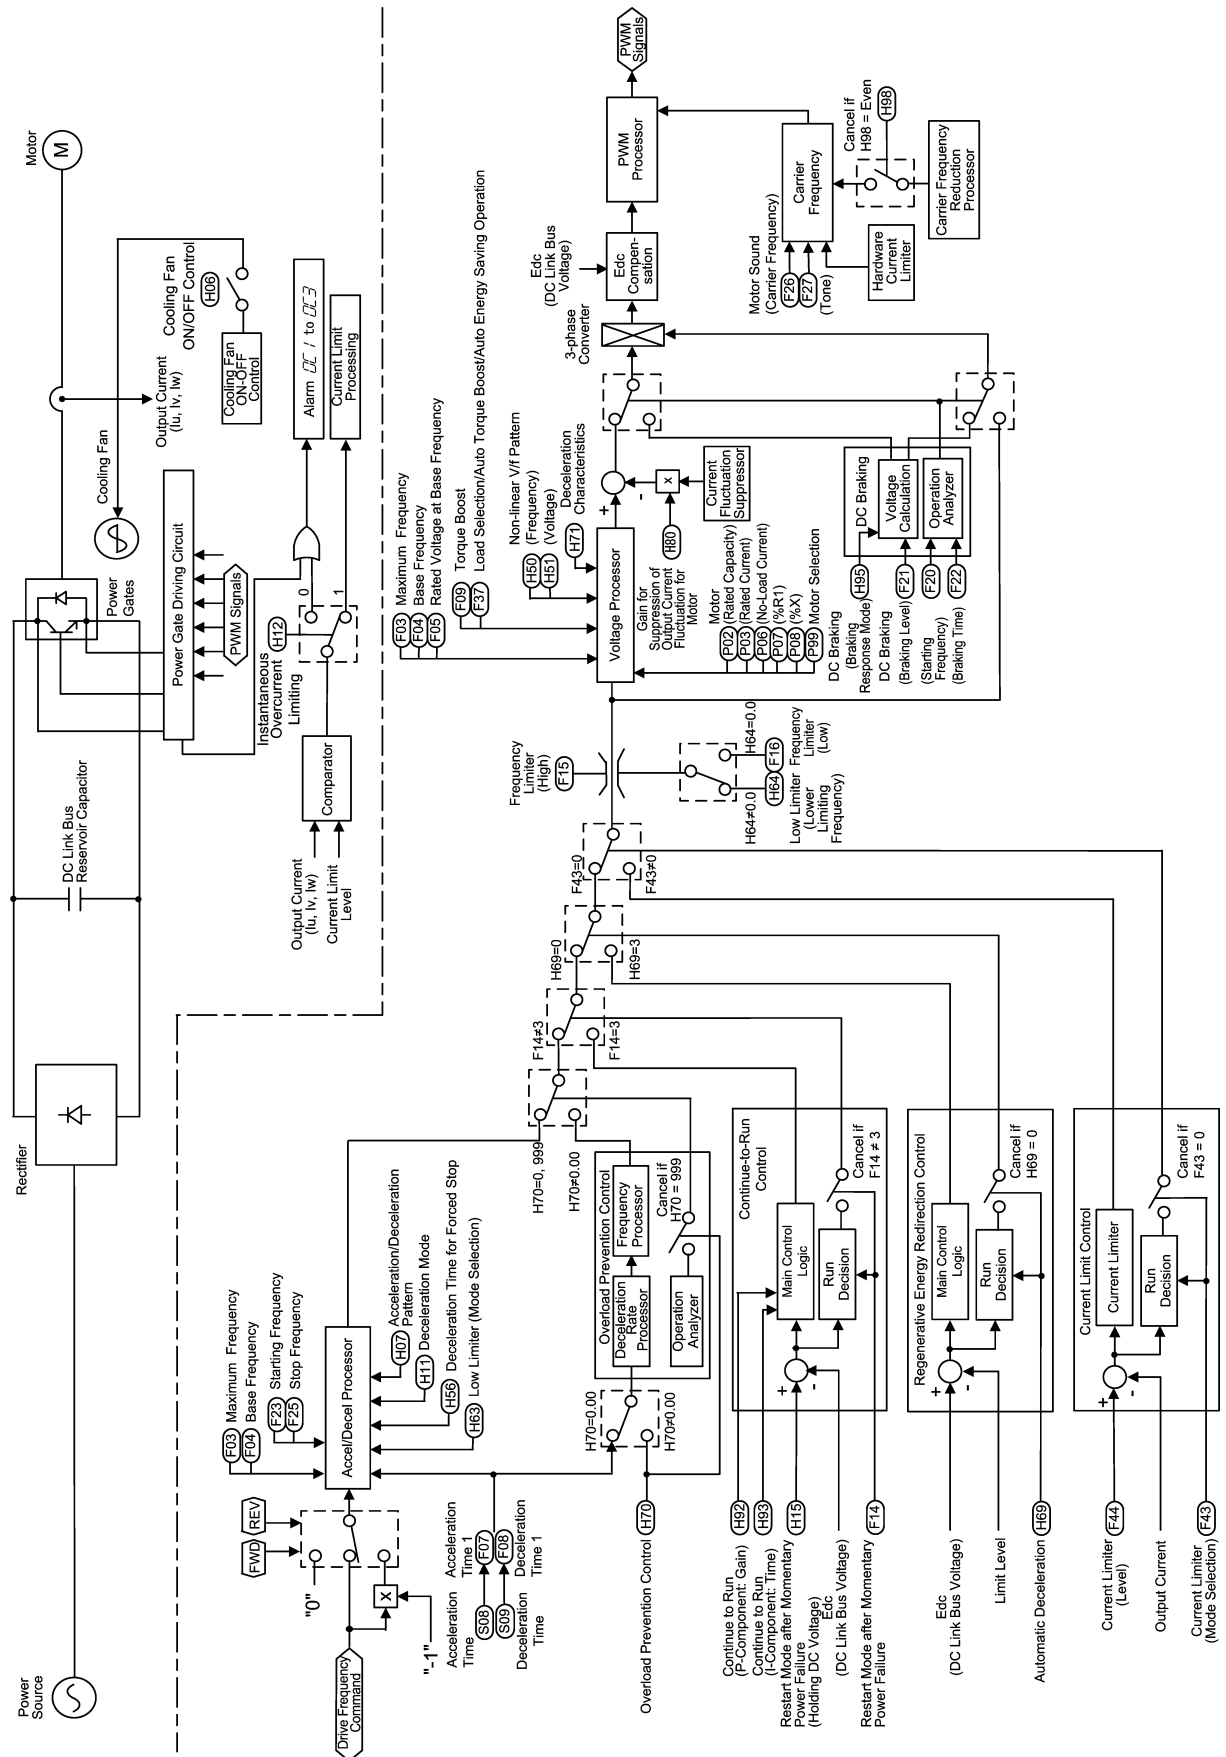 Power
Source
Rectifier
DC Link Bus
Reservoir Capacitor
Power
Gates
Cooling Fan
Motor
M
Output Current
(Iu, Iv, Iw)
Cooling Fan
ON/OFF Control
H06
Cooling Fan
ON-OFF
Control
Power Gate Driving Circuit
PWM Signals
Instantaneous
Overcurrent
Limiting
H12
0
1
Alarm OC1 to OC3
Current Limit
Processing
Comparator
Output Current
(Iu, Iv, Iw)
Current Limit
Level
Drive Frequency
Command
FWD
REV
"0"
"-1"
x
F03
Maximum Frequency
F04
Base Frequency
F23
Starting Frequency
F25
Stop Frequency
Accel/Decel Processor
H07
Acceleration/Deceleration
Pattern
H11
Deceleration Mode
H56
Deceleration Time for Forced Stop
H63
Low Limiter (Mode Selection)
Acceleration
Time
S08
Acceleration
Time 1
F07
S09
Deceleration
Time
F08
Deceleration
Time 1
Overload Prevention Control
H70
H70=0.00
H70≠0.00
Overload Prevention Control
Deceleration
Rate
Processor
Frequency
Processor
Operation
Analyzer
Cancel if
H70 = 999
H70=0, 999
H70≠0.00
F14≠3
F14=3
H69=0
H69=3
F43=0
F43≠0
Continue to Run
(P-Component: Gain)
H92
Continue to Run
(I-Component: Time)
H93
Restart Mode after Momentary
Power Failure
(Holding DC Voltage)
H15
Edc
(DC Link Bus Voltage)
Restart Mode after Momentary
Power Failure
F14
+
-
Continue-to-Run
Control
Main Control
Logic
Run
Decision
Cancel if
F14 ≠ 3
Edc
(DC Link Bus Voltage)
Limit Level
Automatic Deceleration
H69
+
-
Regenerative Energy Redirection Control
Main Control
Logic
Run
Decision
Cancel if
H69 = 0
Current Limiter
(Level)
F44
Output Current
Current Limiter
(Mode Selection)
F43
+
-
Current Limit Control
Current Limiter
Run
Decision
Cancel if
F43 = 0
Frequency
Limiter
(High)
F15
H64=0.0
H64≠0.0
F16
Frequency
Limiter
(Low)
H64
Low Limiter
(Lower
Limiting
Frequency)
F03
Maximum Frequency
F04
Base Frequency
F05
Rated Voltage at Base Frequency
F09
Torque Boost
F37
Load Selection/Auto Torque Boost/Auto Energy Saving Operation
Non-linear V/f Pattern
H50
(Frequency)
H51
(Voltage)
H71
Deceleration
Characteristics
Voltage Processor
+
-
x
H80
Gain for
Suppression of
Output Current
Fluctuation for
Motor
Current
Fluctuation
Suppressor
Motor
P02
(Rated Capacity)
P03
(Rated Current)
P06
(No-Load Current)
P07
(%R1)
P08
(%X)
P99
Motor Selection
DC Braking
(Braking
Response Mode)
H95
DC Braking
(Braking Level)
F21
(Starting
Frequency)
F20
(Braking Time)
F22
DC Braking
Voltage
Calculation
Operation
Analyzer
3-phase
Converter
Edc
(DC Link Bus
Voltage)
Edc
Compen-
sation
PWM
Processor
PWM
Signals
Motor Sound
(Carrier Frequency)
F26
F27
(Tone)
Carrier
Frequency
Hardware
Current
Limiter
Cancel if
H98 = Even
H98
Carrier Frequency
Reduction
Processor